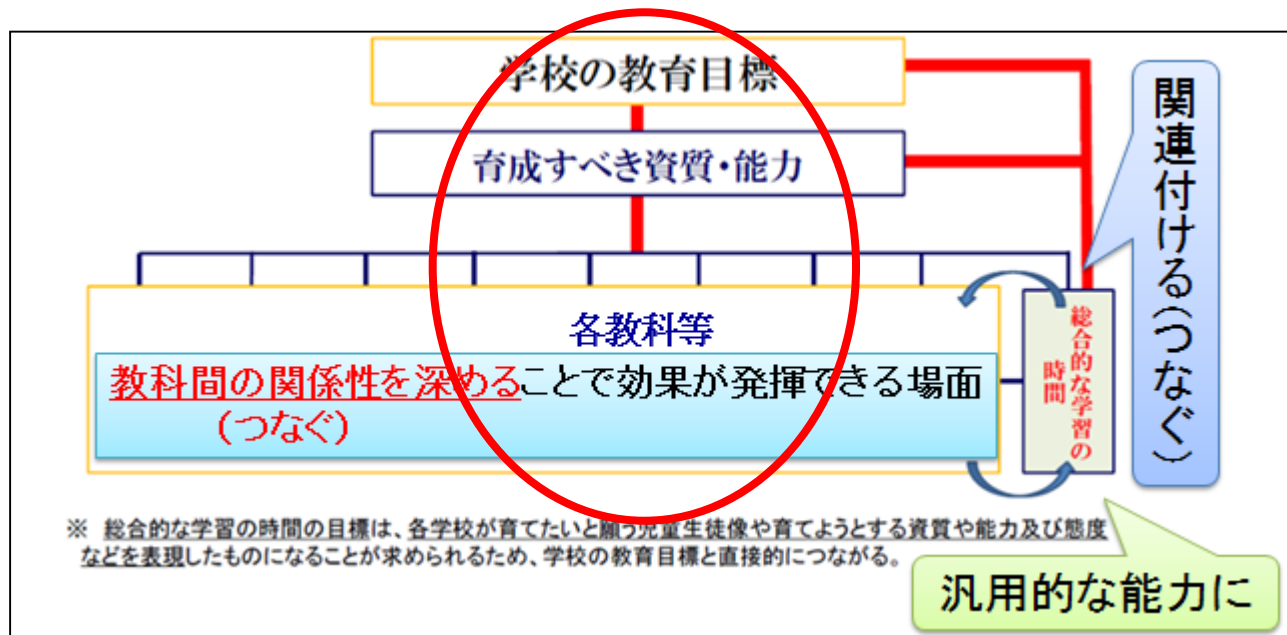 学校の教育目標
育成すべき資質・能力
各教科等
教科間の関係性を深めることで効果が発揮できる場面
(つなぐ)
総合的な学習の
時間
関連付ける(つなぐ)
※ 総合的な学習の時間の目標は、各学校が育てたいと願う児童生徒像や育てようとする資質や能力及び態度
などを表現したものになることが求められるため、学校の教育目標と直接的につながる。
汎用的な能力に